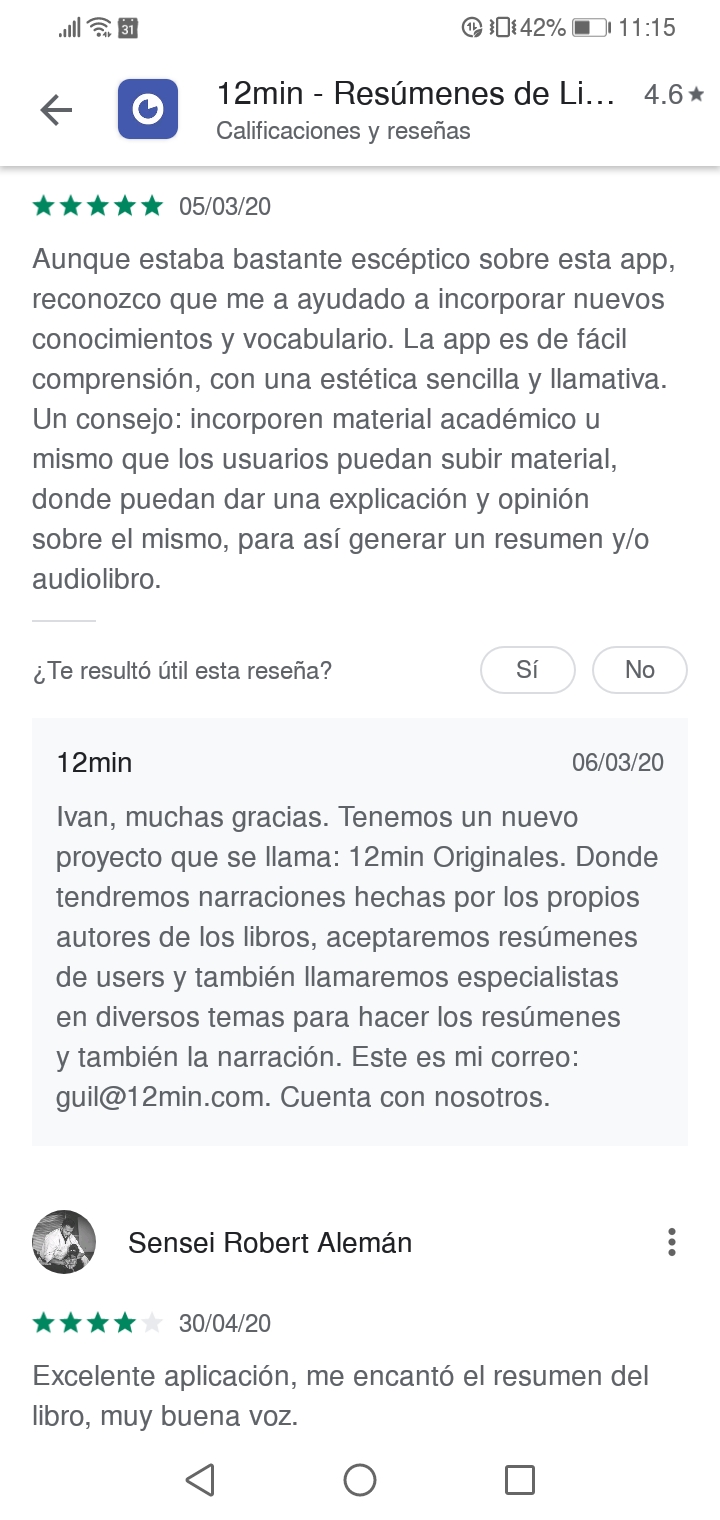 31 42% 11:15
12min - Resúmenes de Li... 4.6★
Calificaciones y reseñas
05/03/20
Aunque estaba bastante escéptico sobre esta app,
reconozco que me a ayudado a incorporar nuevos
conocimientos y vocabulario. La app es de fácil
comprensión, con una estética sencilla y llamativa.
Un consejo: incorporen material académico u
mismo que los usuarios puedan subir material,
donde puedan dar una explicación y opinión
sobre el mismo, para así generar un resumen y/o
audiolibro.
¿Te resultó útil esta reseña? Sí No
12min 06/03/20
Ivan, muchas gracias. Tenemos un nuevo
proyecto que se llama: 12min Originales. Donde
tendremos narraciones hechas por los propios
autores de los libros, aceptaremos resúmenes
de users y también llamaremos especialistas
en diversos temas para hacer los resúmenes
y también la narración. Este es mi correo:
guil@12min.com. Cuenta con nosotros.
Sensei Robert Alemán
30/04/20
Excelente aplicación, me encantó el resumen del
libro, muy buena voz.